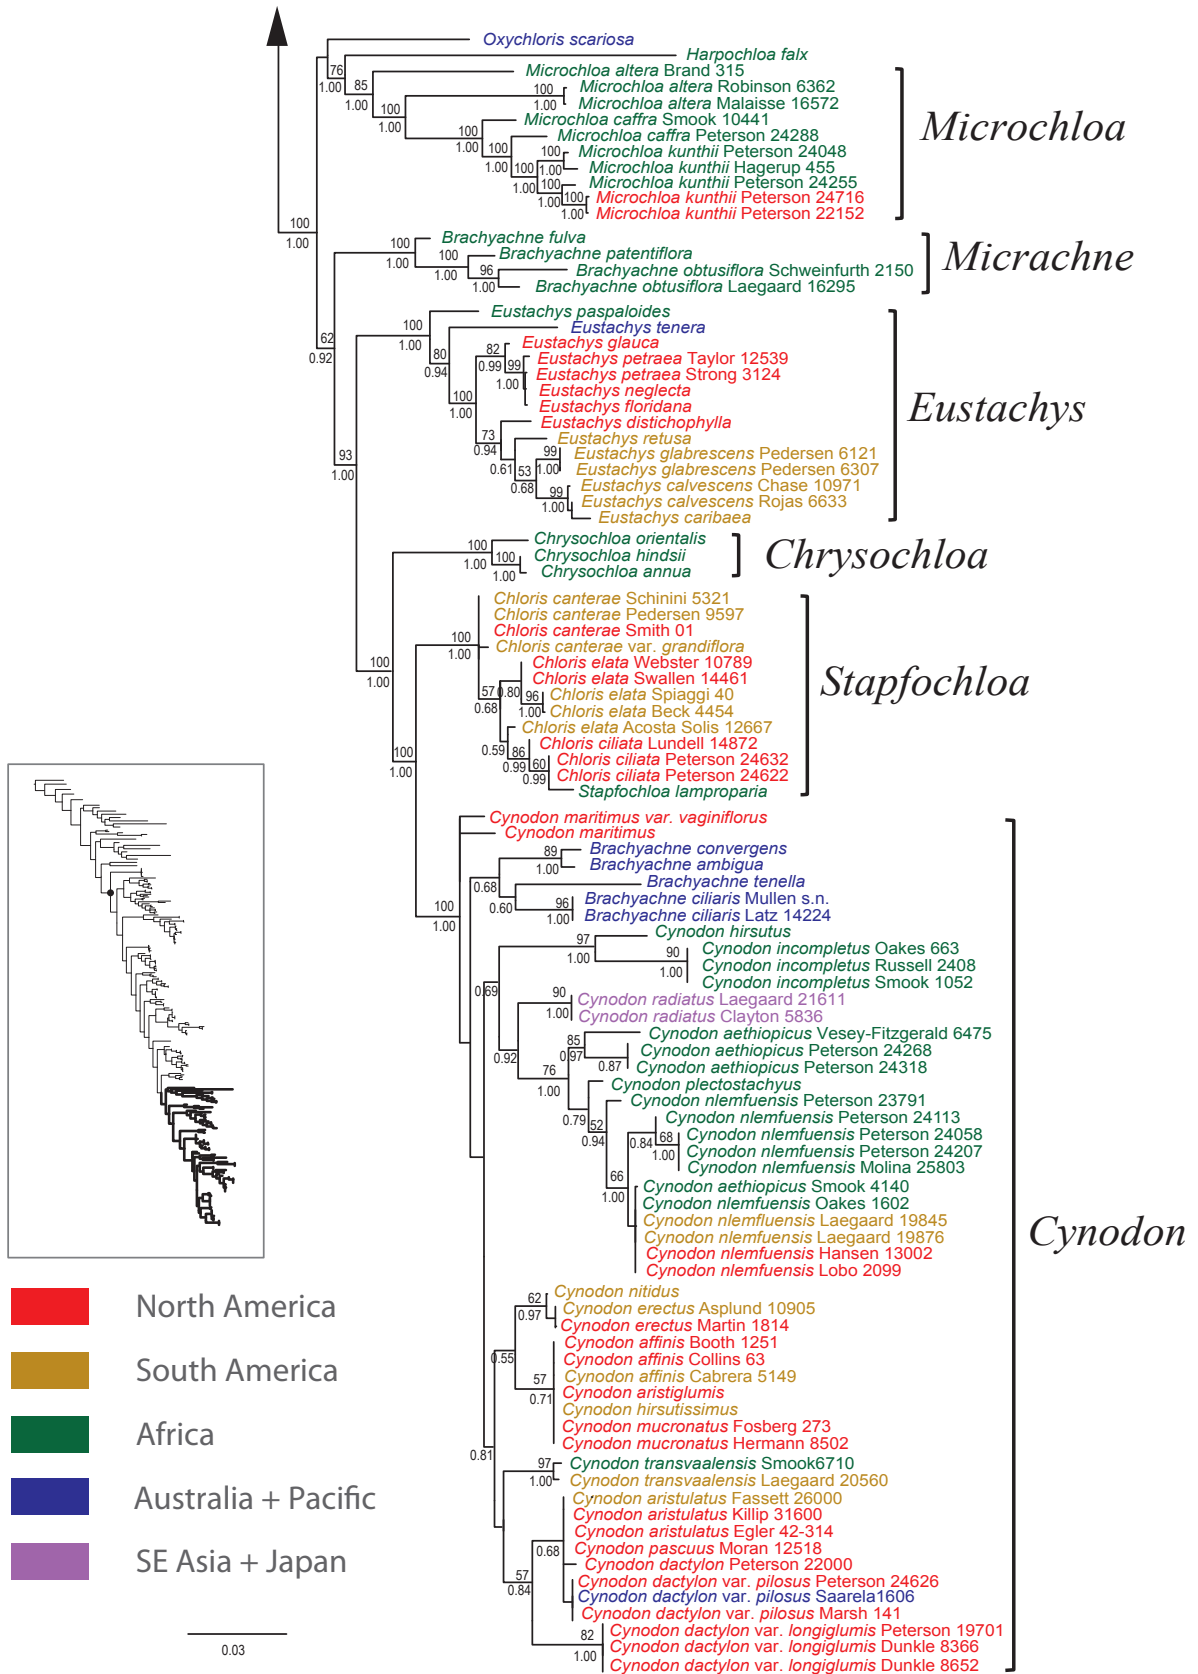 Oxychloris scariosa
Harpochloa falx
76
1.00
Microchloa altera Brand 315
85
1.00
Microchloa altera Robinson 6362
100
1.00
Microchloa altera Malaisse 16572
100
1.00
Microchloa caffra Smook 10441
Microchloa
100
1.00
Microchloa caffra Peterson 24288
100
1.00
Microchloa kunthii Peterson 24048
100
1.00
Microchloa kunthii Hagerup 455
100
1.00
Microchloa kunthii Peterson 24255
100
1.00
Microchloa kunthii Peterson 24716
100
1.00
Microchloa kunthii Peterson 22152
100
1.00
Brachyachne fulva
100
1.00
Brachyachne patentiflora
Micrachne
100
1.00
Brachyachne obtusiflora Schweinfurth 2150
96
1.00
Brachyachne obtusiflora Laegaard 16295
62
0.92
Eustachys paspaloides
100
1.00
Eustachys tenera
80
0.94
Eustachys glauca
82
0.99
Eustachys petraea Taylor 12539
99
1.00
Eustachys petraea Strong 3124
Eustachys neglecta
100
1.00
Eustachys floridana
Eustachys
Eustachys distichophylla
73
0.94
Eustachys retusa
0.61
Eustachys glabrescens Pedersen 6121
99
1.00
Eustachys glabrescens Pedersen 6307
53
0.68
Eustachys calvescens Chase 10971
99
1.00
Eustachys calvescens Rojas 6633
Eustachys caribaea
93
1.00
Chrysochloa orientalis
100
1.00
Chrysochloa hindsii
100
1.00
Chrysochloa annua
Chrysochloa
Chloris canterae Schinini 5321
Chloris canterae Pedersen 9597
Chloris canterae Smith 01
100
1.00
Chloris canterae var. grandiflora
100
1.00
Chloris elata Webster 10789
Chloris elata Swallen 14461
Stapfochloa
57
0.68
0.80
Chloris elata Spiaggi 40
96
1.00
Chloris elata Beck 4454
Chloris elata Acosta Solis 12667
0.59
Chloris ciliata Lundell 14872
86
0.99
Chloris ciliata Peterson 24632
60
0.99
Chloris ciliata Peterson 24622
Stapfochloa lamproparia
100
1.00
Cynodon maritimus var. vaginiflorus
Cynodon maritimus
Brachyachne convergens
89
1.00
Brachyachne ambigua
0.68
Brachyachne tenella
0.60
Brachyachne ciliaris Mullen s.n.
96
1.00
Brachyachne ciliaris Latz 14224
100
1.00
Cynodon hirsutus
97
1.00
Cynodon incompletus Oakes 663
90
1.00
Cynodon incompletus Russell 2408
Cynodon incompletus Smook 1052
0.69
Cynodon radiatus Laegaard 21611
90
1.00
Cynodon radiatus Clayton 5836
0.92
Cynodon aethiopicus Vesey-Fitzgerald 6475
85
0.97
Cynodon aethiopicus Peterson 24268
0.87
Cynodon aethiopicus Peterson 24318
76
1.00
Cynodon plectostachyus
0.79
Cynodon nlemfuensis Peterson 23791
52
0.94
Cynodon nlemfuensis Peterson 24113
0.84
Cynodon nlemfuensis Peterson 24058
68
1.00
Cynodon nlemfuensis Peterson 24207
Cynodon nlemfuensis Molina 25803
66
1.00
Cynodon aethiopicus Smook 4140
Cynodon nlemfuensis Oakes 1602
Cynodon nlemfluensis Laegaard 19845
Cynodon nlemfuensis Laegaard 19876
Cynodon
Cynodon nlemfuensis Hansen 13002
Cynodon nlemfuensis Lobo 2099
Cynodon nitidus
62
0.97
Cynodon erectus Asplund 10905
Cynodon erectus Martin 1814
0.55
Cynodon affinis Booth 1251
Cynodon affinis Collins 63
Cynodon affinis Cabrera 5149
57
0.71
Cynodon aristiglumis
Cynodon hirsutissimus
Cynodon mucronatus Fosberg 273
Cynodon mucronatus Hermann 8502
0.81
Cynodon transvaalensis Smook6710
97
1.00
Cynodon transvaalensis Laegaard 20560
Cynodon aristulatus Fassett 26000
Cynodon aristulatus Killip 31600
Cynodon aristulatus Egler 42-314
0.68
Cynodon pascuus Moran 12518
Cynodon dactylon Peterson 22000
57
0.84
Cynodon dactylon var. pilosus Peterson 24626
Cynodon dactylon var. pilosus Saarela1606
Cynodon dactylon var. pilosus Marsh 141
Cynodon dactylon var. longiglumis Peterson 19701
82
1.00
Cynodon dactylon var. longiglumis Dunkle 8366
Cynodon dactylon var. longiglumis Dunkle 8652
North America
South America
Africa
Australia + Pacific
SE Asia + Japan
0.03